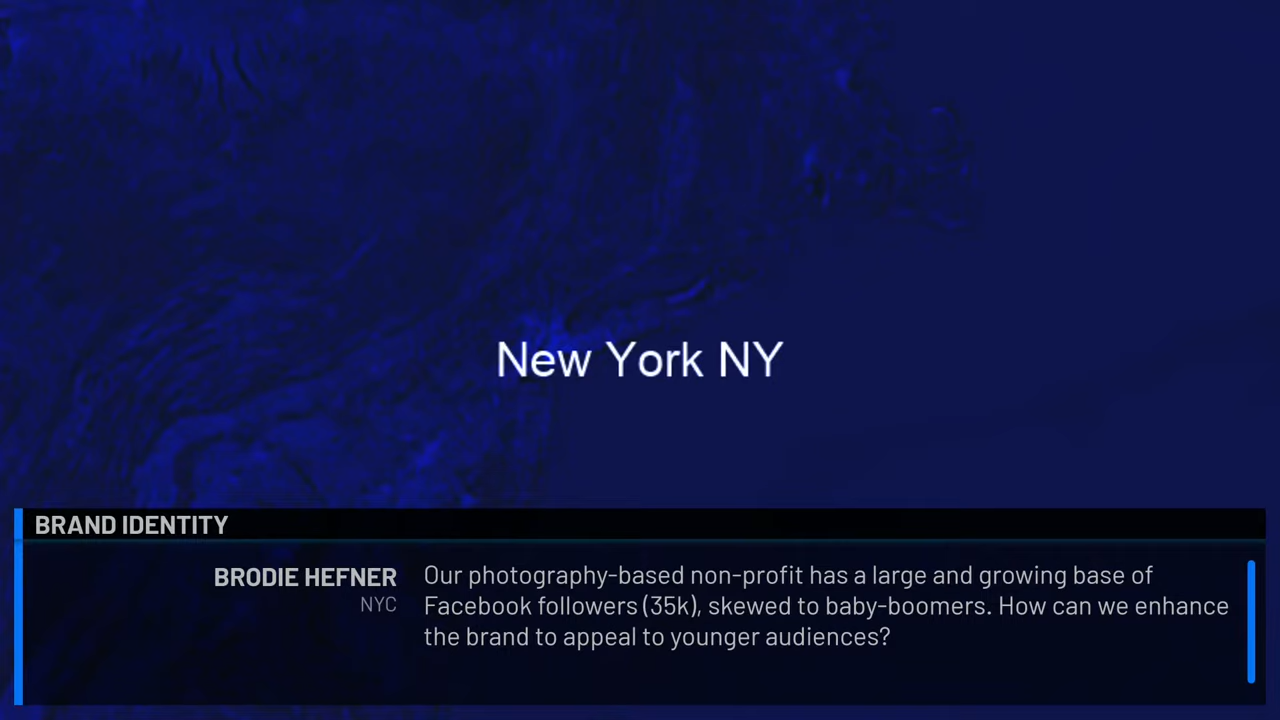 New York NY
BRAND IDENTITY
BRODIE HEFNER
NYC
Our photography-based non-profit has a large and growing base of
Facebook followers (35k), skewed to baby-boomers. How can we enhance
the brand to appeal to younger audiences?